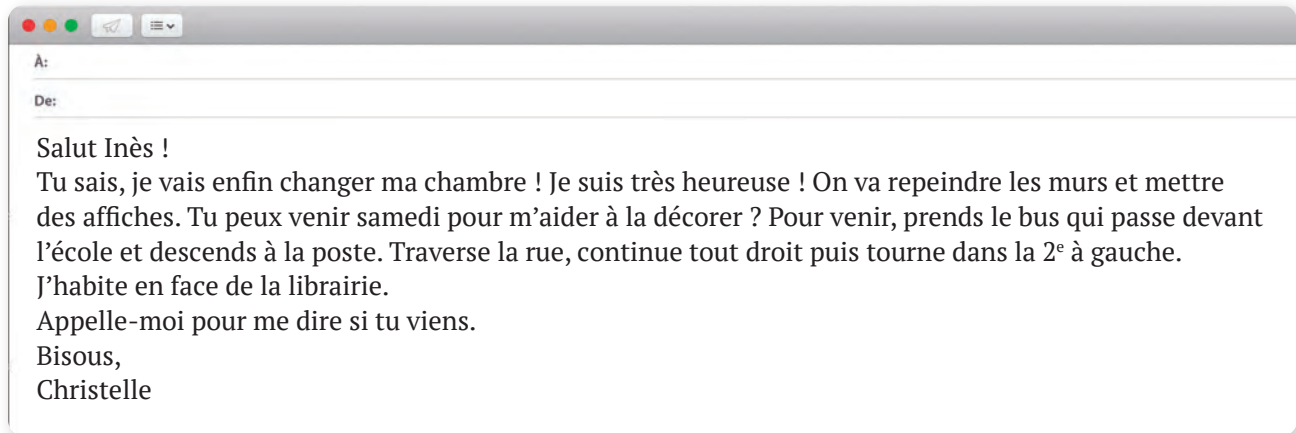 À:
De:
Salut Inès !
Tu sais, je vais enfin changer ma chambre ! Je suis très heureuse ! On va repeindre les murs et mettre
des affiches. Tu peux venir samedi pour m’aider à la décorer ? Pour venir, prends le bus qui passe devant
l’école et descends à la poste. Traverse la rue, continue tout droit puis tourne dans la 2ᵉ à gauche.
J’habite en face de la librairie.
Appelle-moi pour me dire si tu viens.
Bisous,
Christelle